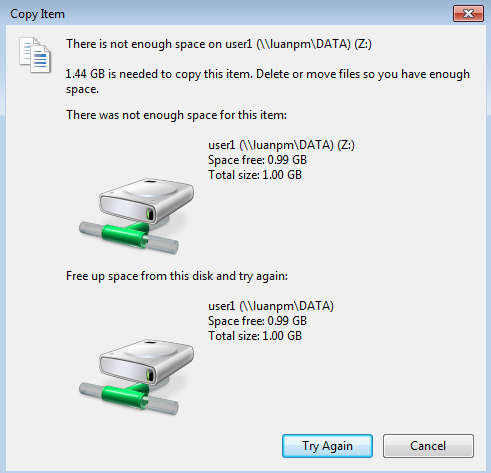 Copy Item
There is not enough space on user1 (\\luanpm\DATA) (Z:)
1.44 GB is needed to copy this item. Delete or move files so you have enough
space.
There was not enough space for this item:
user1 (\\luanpm\DATA) (Z:)
Space free: 0.99 GB
Total size: 1.00 GB
Free up space from this disk and try again:
user1 (\\luanpm\DATA)
Space free: 0.99 GB
Total size: 1.00 GB
Try Again
Cancel